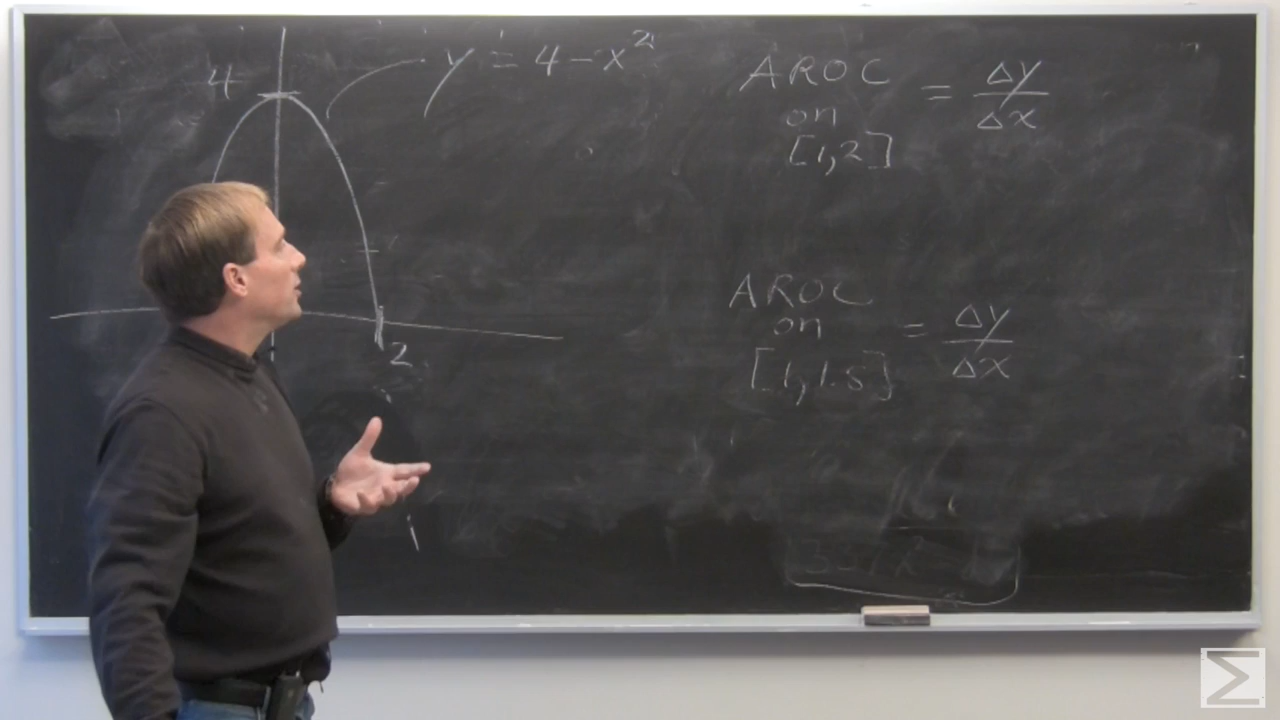 4
y = 4 - x²
2
AROC
on
[1,2]
= Δy/Δx
AROC
on
[1,1.5]
= Δy/Δx
Σ